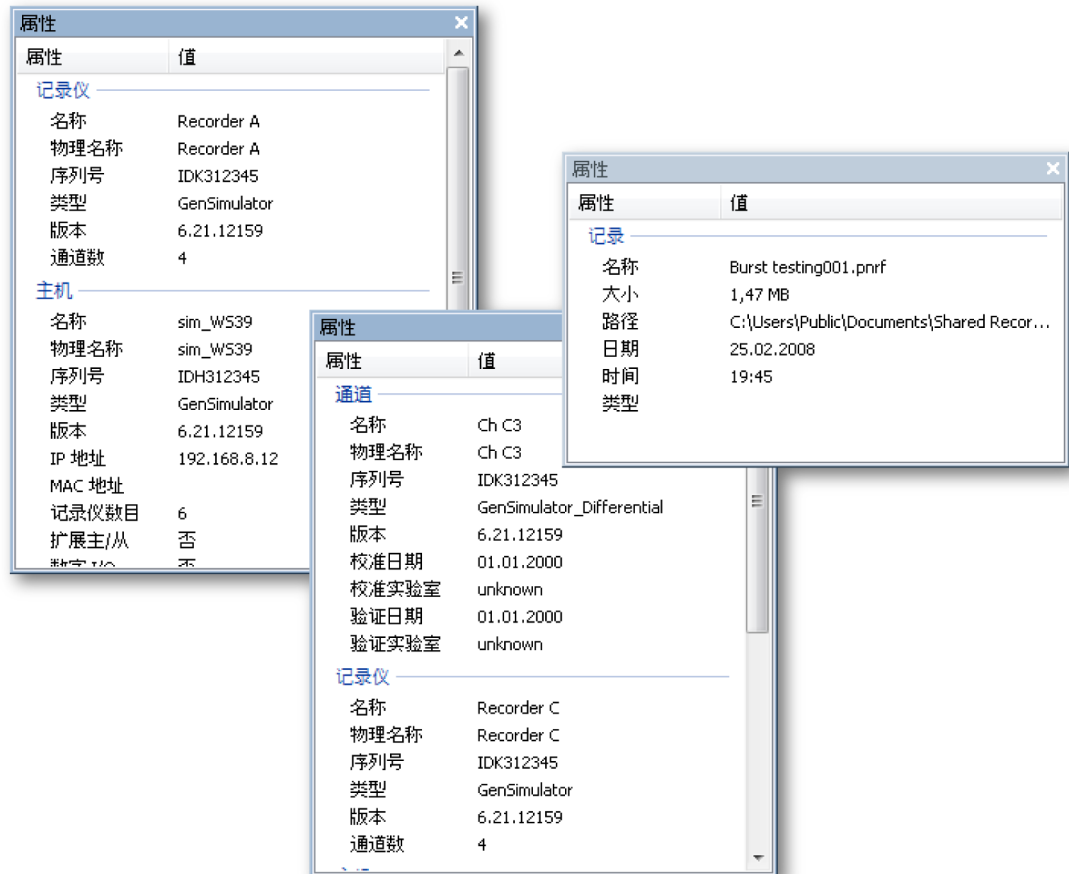 属性
属性 值
记录仪
名称 Recorder A
物理名称 Recorder A
序列号 IDK312345
类型 GenSimulator
版本 6.21.12159
通道数 4
主机
名称 sim_WS39
物理名称 sim_WS39
序列号 IDH312345
类型 GenSimulator
版本 6.21.12159
IP 地址 192.168.8.12
MAC 地址
记录仪数目 6
扩展主/从 否
数字 I/O 否
属性
属性 值
通道
名称 Ch C3
物理名称 Ch C3
序列号 IDK312345
类型 GenSimulator_Differential
版本 6.21.12159
校准日期 01.01.2000
校准实验室 unknown
验证日期 01.01.2000
验证实验室 unknown
记录仪
名称 Recorder C
物理名称 Recorder C
序列号 IDK312345
类型 GenSimulator
版本 6.21.12159
通道数 4
属性
属性 值
记录
名称 Burst testing001.pnrf
大小 1,47 MB
路径 C:\Users\Public\Documents\Shared Recor...
日期 25.02.2008
时间 19:45
类型